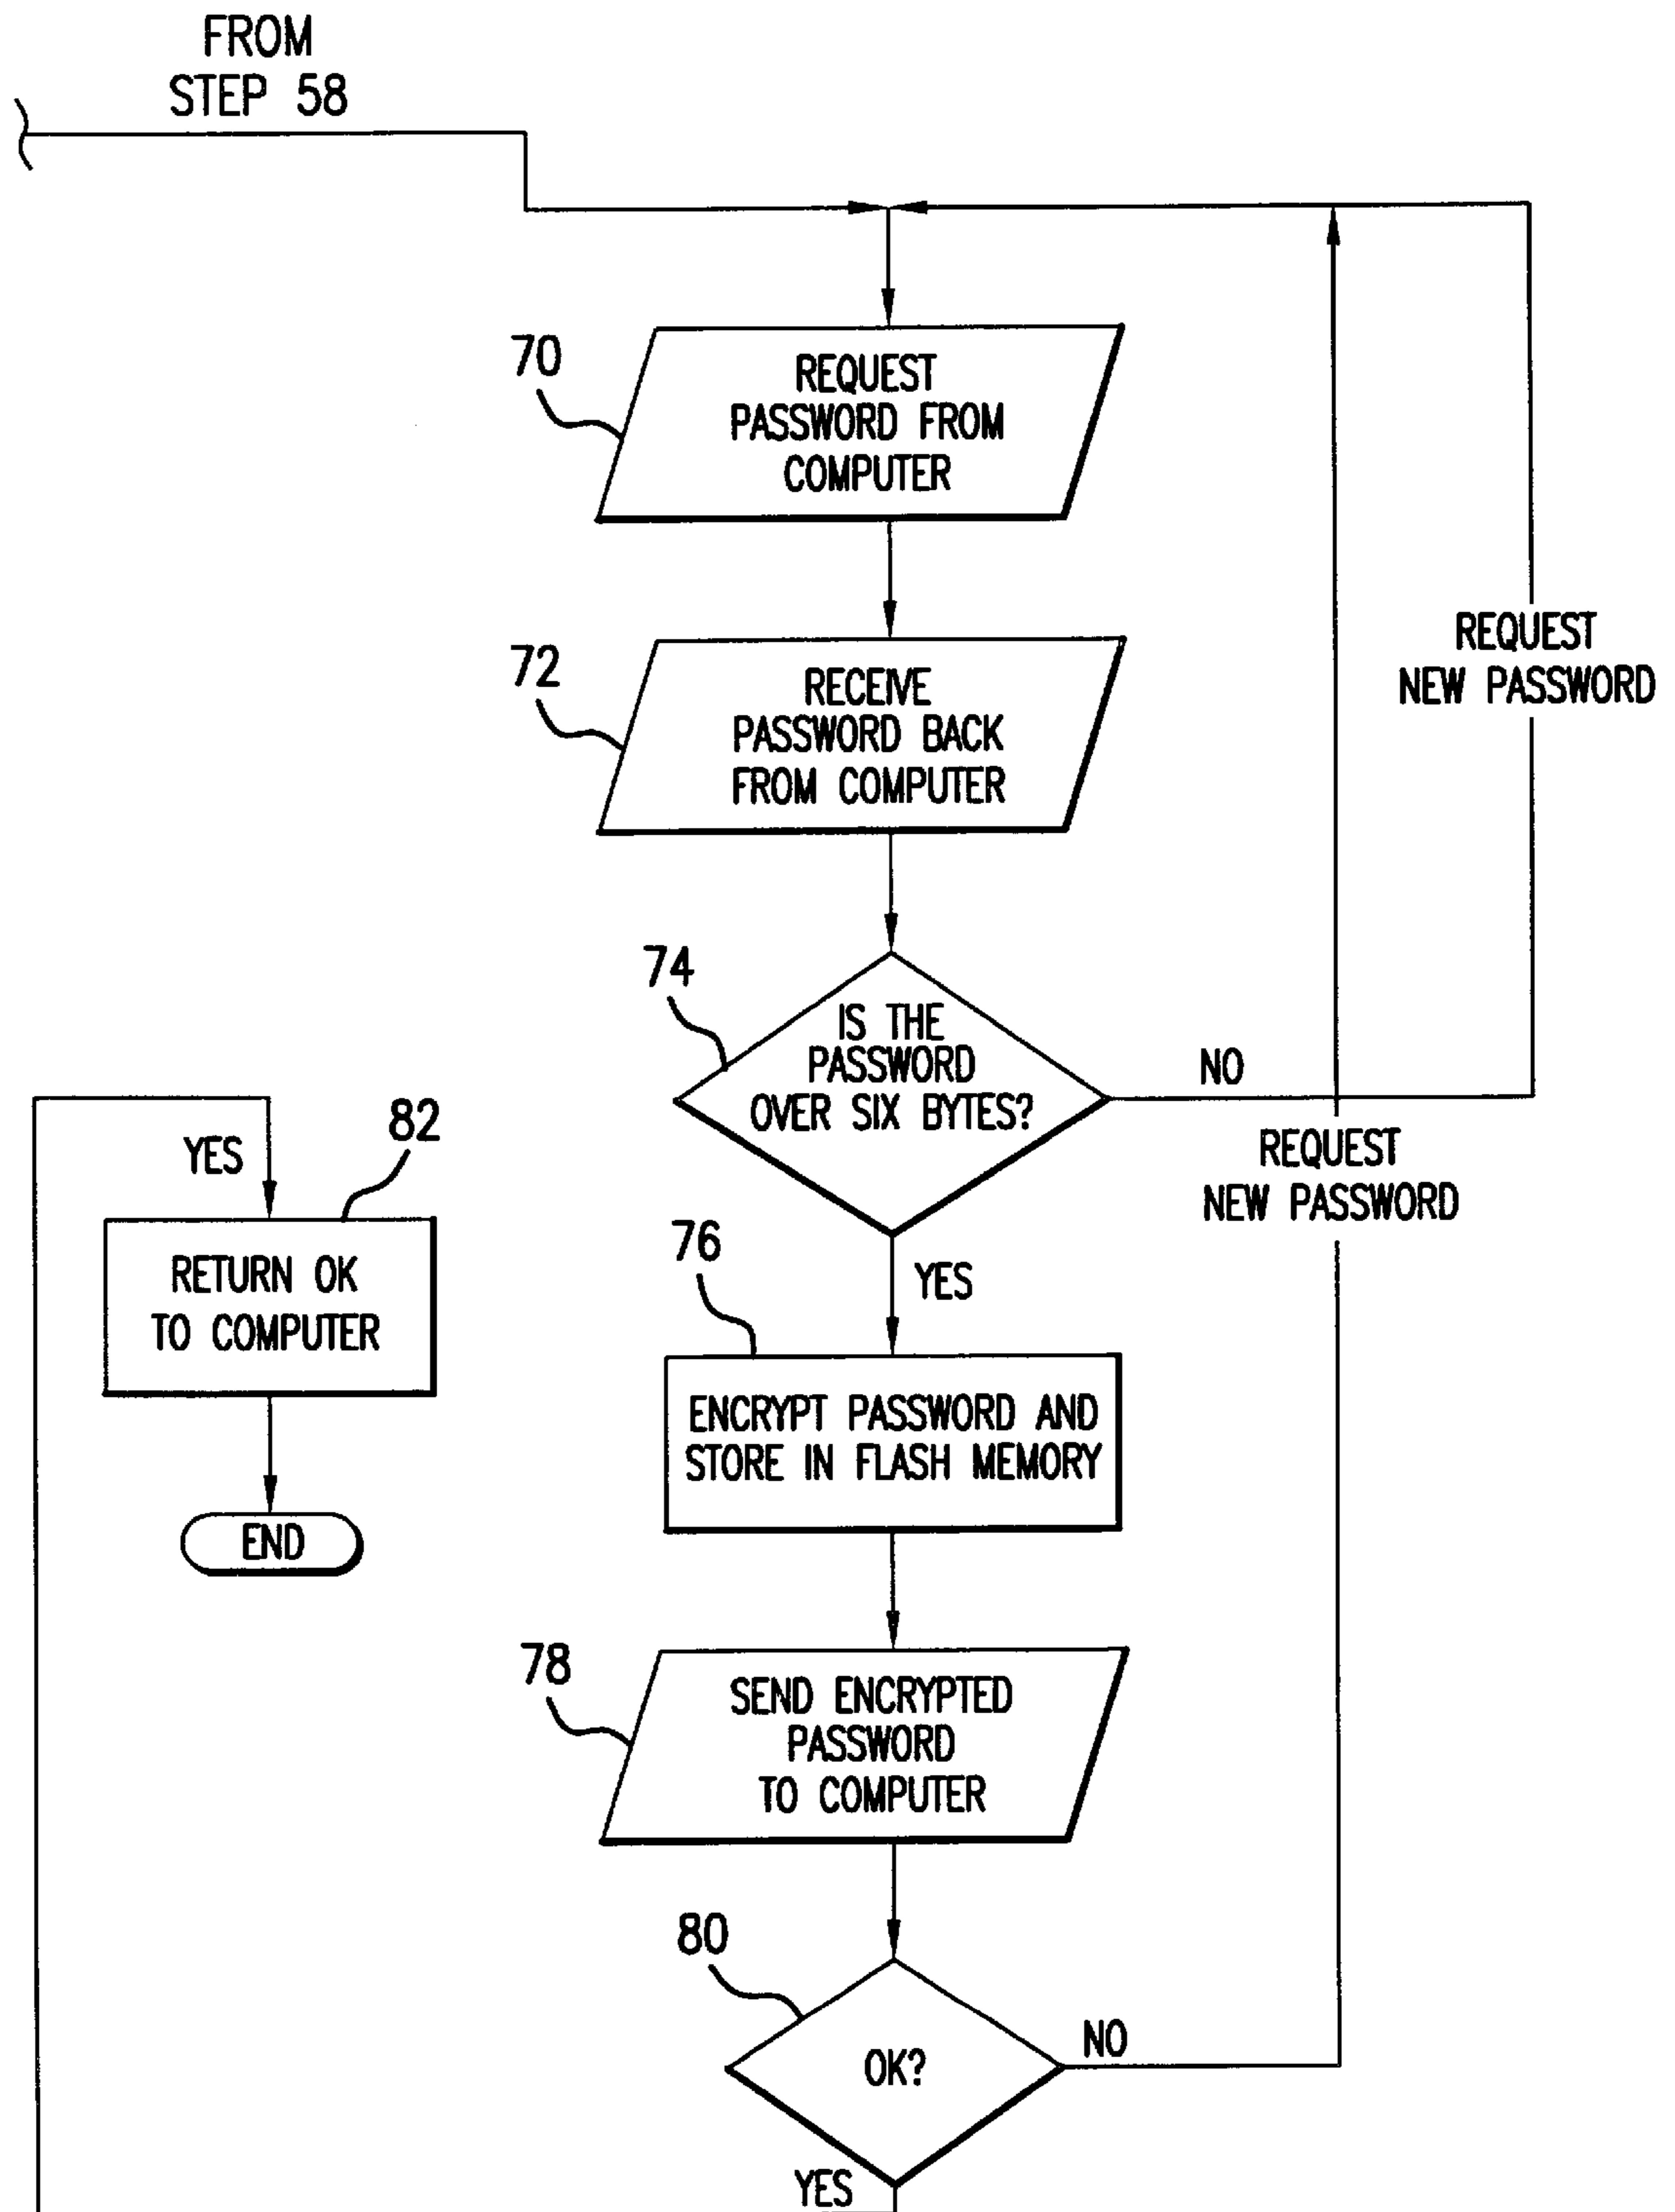 FROM
STEP 58
70
REQUEST
PASSWORD FROM
COMPUTER
72
RECEIVE
PASSWORD BACK
FROM COMPUTER
REQUEST
NEW PASSWORD
74
IS THE
PASSWORD
OVER SIX BYTES?
NO
REQUEST
NEW PASSWORD
YES
82
RETURN OK
TO COMPUTER
END
YES
76
ENCRYPT PASSWORD AND
STORE IN FLASH MEMORY
78
SEND ENCRYPTED
PASSWORD
TO COMPUTER
80
OK?
NO
YES